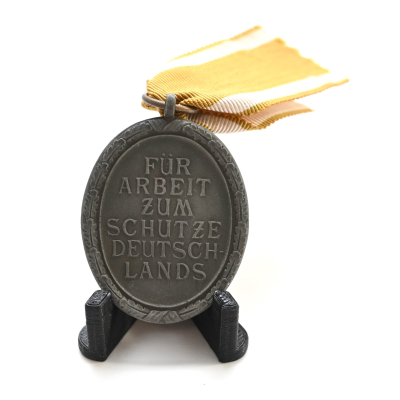 FÜR
ARBEIT
ZUM
SCHUTZE
DEUTSCH-
LANDS